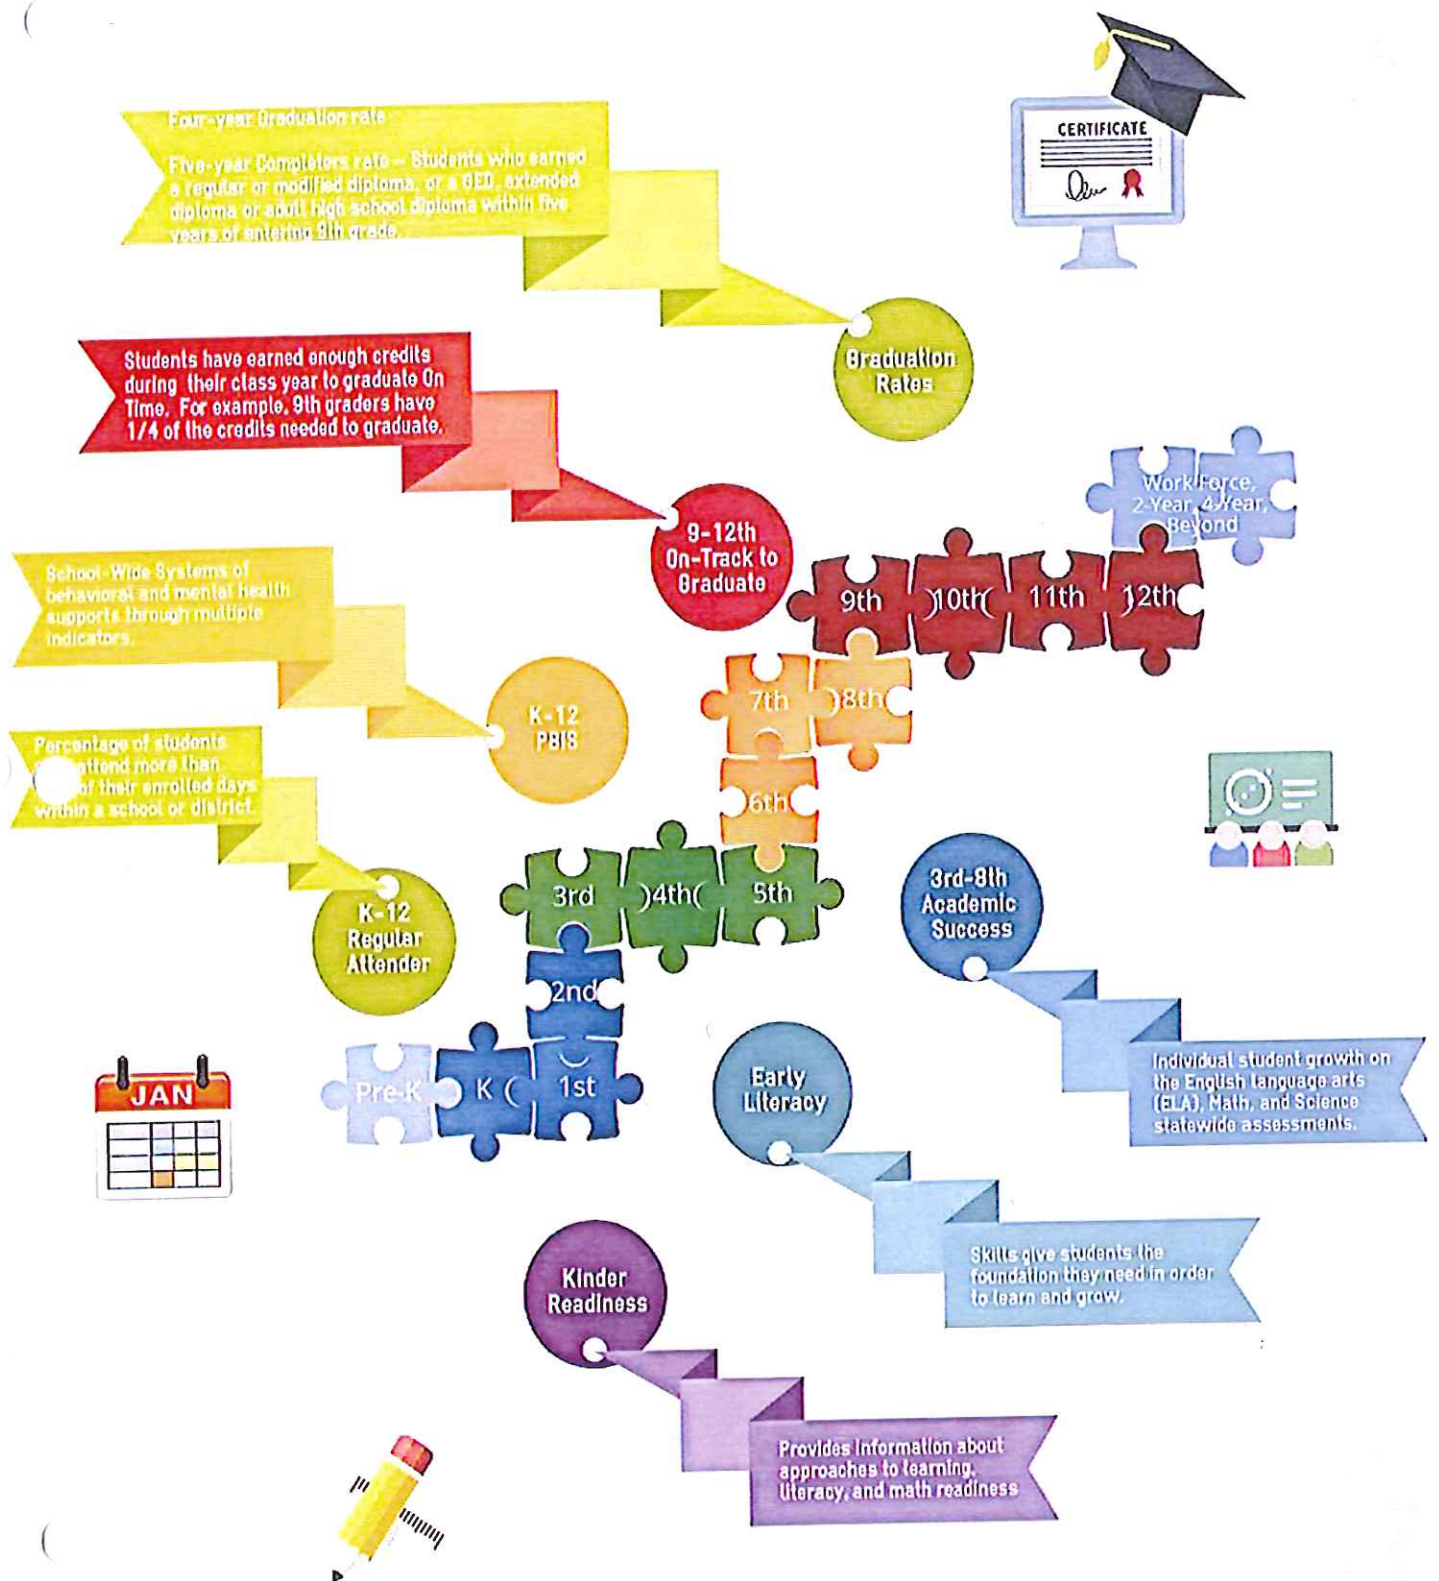 CERTIFICATE
Four-year Graduation rate
Five-year Completers rate – Students who earned
a regular or modified diploma, or a GED, extended
diploma or adult high school diploma within five
years of entering 9th grade.
Graduation
Rates
Students have earned enough credits
during their class year to graduate On
Time. For example, 9th graders have
1/4 of the credits needed to graduate.
9-12th
On-Track to
Graduate
Work Force,
2-Year, 4-Year,
Beyond
9th
10th
11th
12th
School-Wide Systems of
behavioral and mental health
supports through multiple
indicators.
K-12
PBIS
7th
8th
6th
Percentage of students
attend more than
of their enrolled days
within a school or district.
K-12
Regular
Attender
3rd
4th
5th
2nd
Pre-K
K
1st
3rd-8th
Academic
Success
Individual student growth on
the English language arts
(ELA), Math, and Science
statewide assessments.
JAN
Early
Literacy
Skills give students the
foundation they need in order
to learn and grow.
Kinder
Readiness
Provides information about
approaches to learning,
literacy, and math readiness